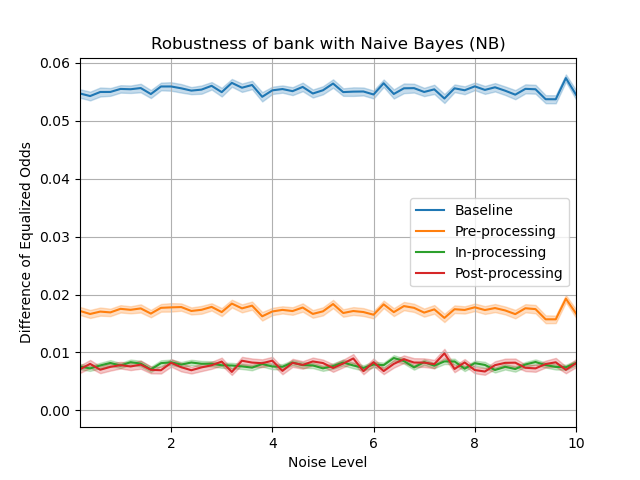 Robustness of bank with Naive Bayes (NB)
0.06
0.05
0.04
0.03
0.02
0.01
0.00
Difference of Equalized Odds
Baseline
Pre-processing
In-processing
Post-processing
2
4
6
8
10
Noise Level